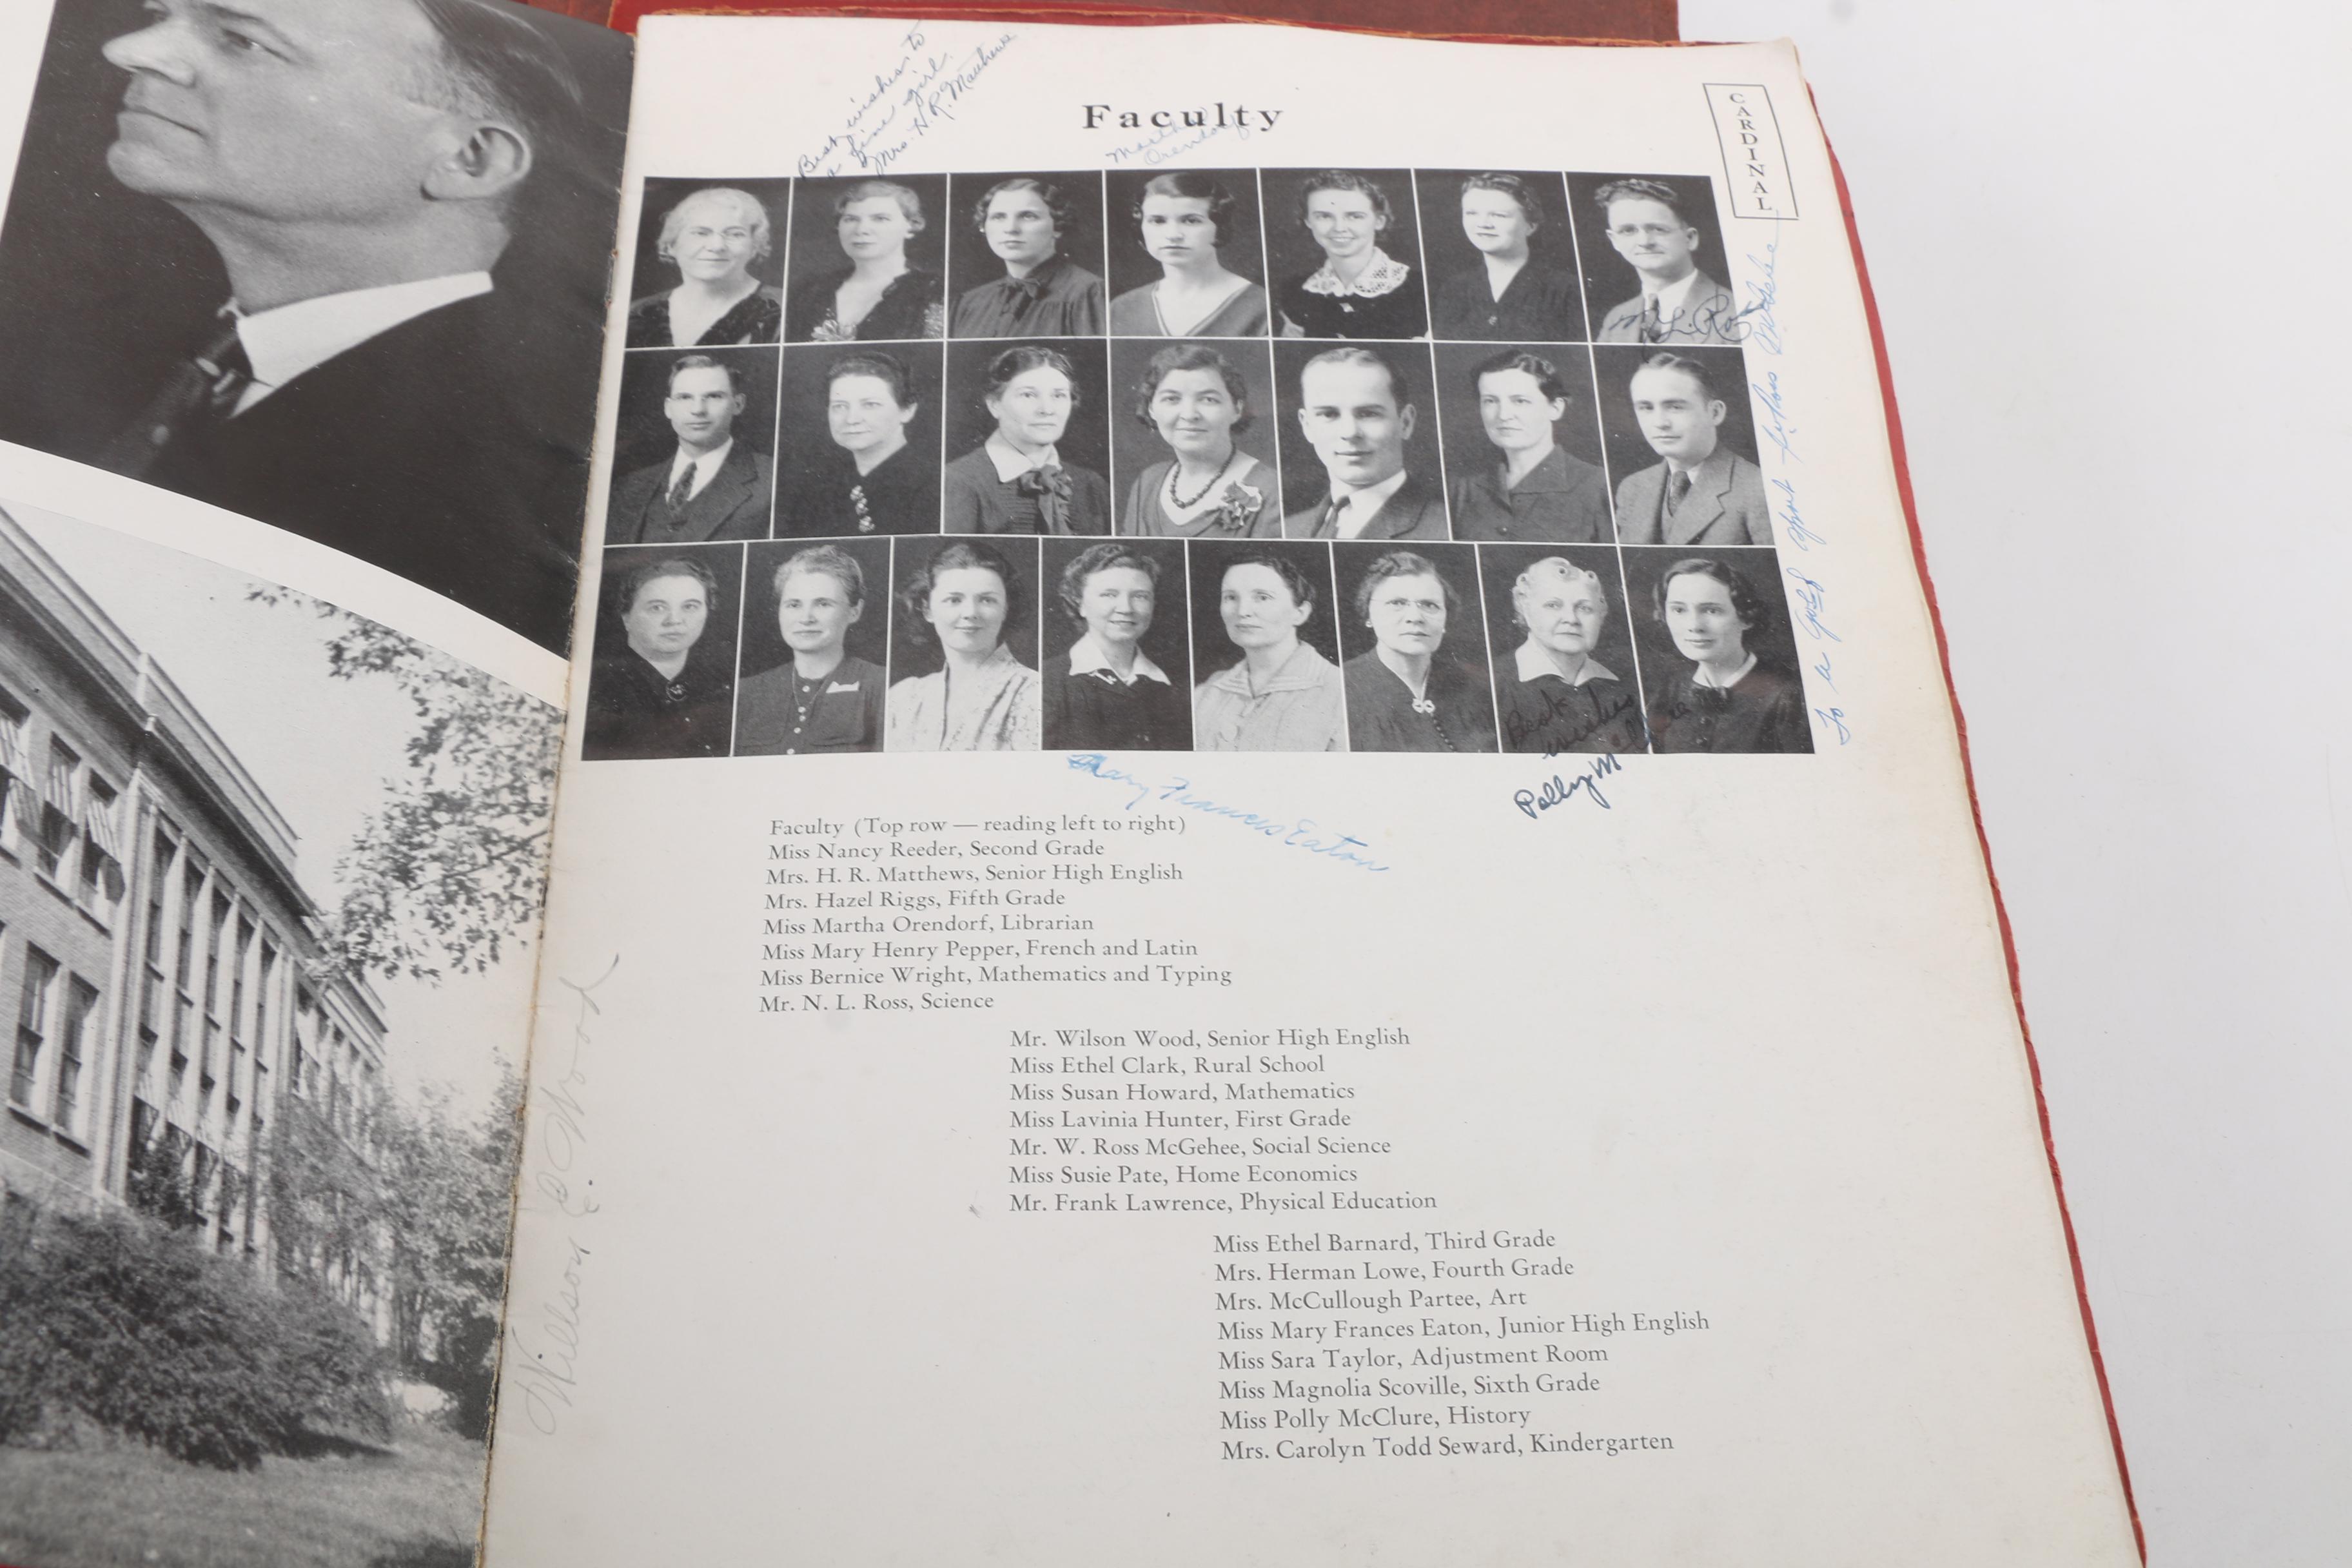 Best wishes to
a fine girl.
Mrs. H. R. Matthews
Faculty
Martha
Orendorf
CARDINAL
N. L. Ross
To a good sport
Best
wishes
Polly McClure
Mary Frances Eaton
Faculty (Top row — reading left to right)
Miss Nancy Reeder, Second Grade
Mrs. H. R. Matthews, Senior High English
Mrs. Hazel Riggs, Fifth Grade
Miss Martha Orendorf, Librarian
Miss Mary Henry Pepper, French and Latin
Miss Bernice Wright, Mathematics and Typing
Mr. N. L. Ross, Science
Mr. Wilson Wood, Senior High English
Miss Ethel Clark, Rural School
Miss Susan Howard, Mathematics
Miss Lavinia Hunter, First Grade
Mr. W. Ross McGehee, Social Science
Miss Susie Pate, Home Economics
Mr. Frank Lawrence, Physical Education
Miss Ethel Barnard, Third Grade
Mrs. Herman Lowe, Fourth Grade
Mrs. McCullough Partee, Art
Miss Mary Frances Eaton, Junior High English
Miss Sara Taylor, Adjustment Room
Miss Magnolia Scoville, Sixth Grade
Miss Polly McClure, History
Mrs. Carolyn Todd Seward, Kindergarten
Willson E. Wood